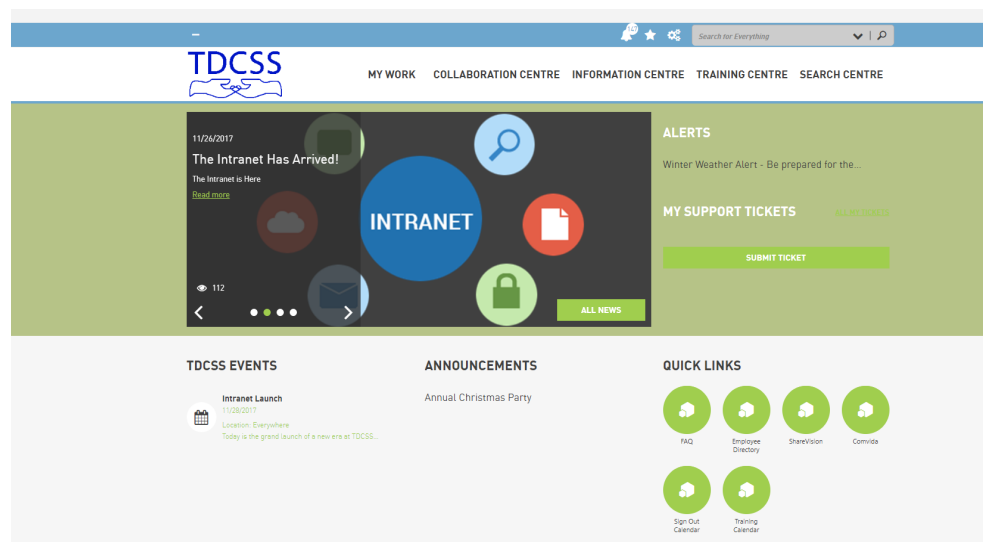 Search for Everything
TDCSS
MY WORK COLLABORATION CENTRE INFORMATION CENTRE TRAINING CENTRE SEARCH CENTRE
11/26/2017
The Intranet Has Arrived!
The Intranet is Here
Read more
112
INTRANET
ALL NEWS
ALERTS
Winter Weather Alert - Be prepared for the...
MY SUPPORT TICKETS
SUBMIT TICKET
TDCSS EVENTS
Intranet Launch
11/28/2017
Location: Everywhere
Today is the grand launch of a new era at TDCSS...
ANNOUNCEMENTS
Annual Christmas Party
QUICK LINKS
FAQ
Employee
Directory
ShareVision
Comvida
Sign Out
Calendar
Training
Calendar